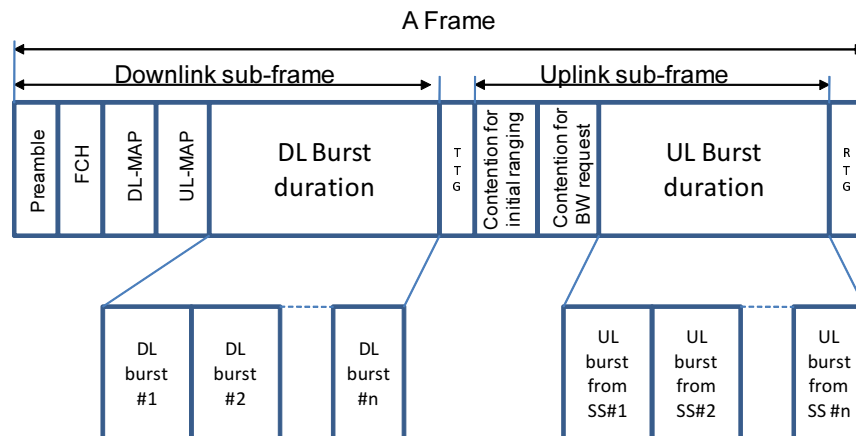 A Frame
Downlink sub-frame
Uplink sub-frame
Preamble
FCH
DL-MAP
UL-MAP
DL Burst
duration
T
T
G
Contention for
initial ranging
Contention for
BW request
UL Burst
duration
R
T
G
DL
burst
#1
DL
burst
#2
DL
burst
#n
UL
burst
from
SS#1
UL
burst
from
SS#2
UL
burst
from
SS #n